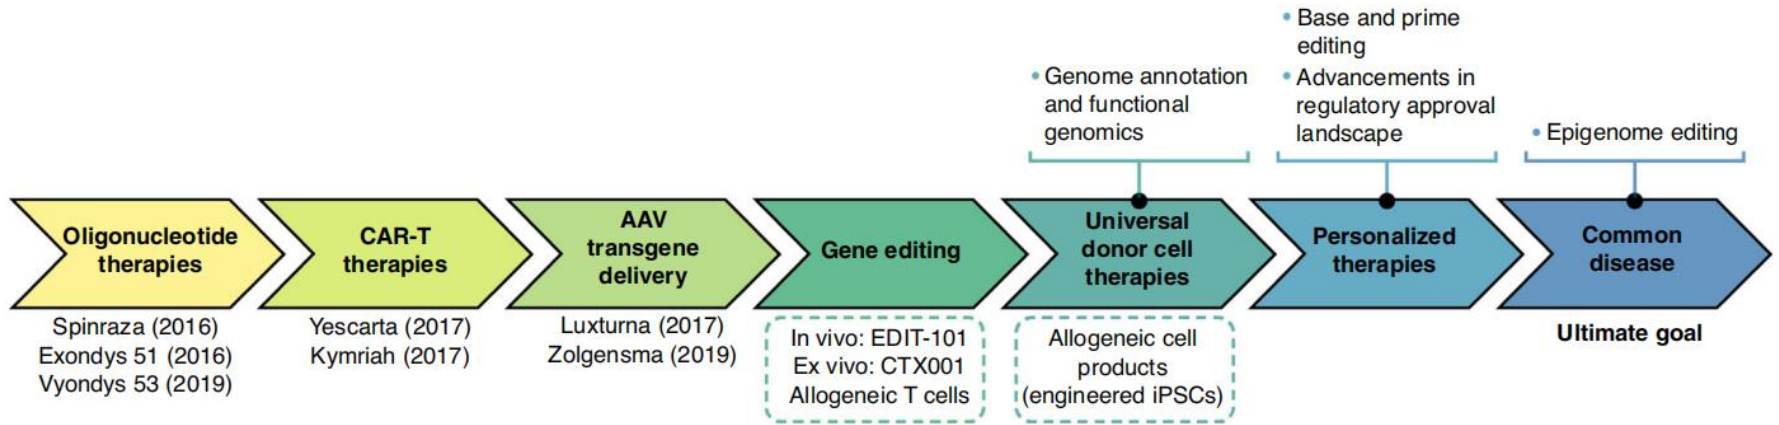 • Base and prime
editing
• Advancements in
regulatory approval
landscape
• Genome annotation
and functional
genomics
• Epigenome editing
Oligonucleotide
therapies
CAR-T
therapies
AAV
transgene
delivery
Gene editing
Universal
donor cell
therapies
Personalized
therapies
Common
disease
Spinraza (2016)
Exondys 51 (2016)
Vyondys 53 (2019)
Yescarta (2017)
Kymriah (2017)
Luxturna (2017)
Zolgensma (2019)
In vivo: EDIT-101
Ex vivo: CTX001
Allogeneic T cells
Allogeneic cell
products
(engineered iPSCs)
Ultimate goal